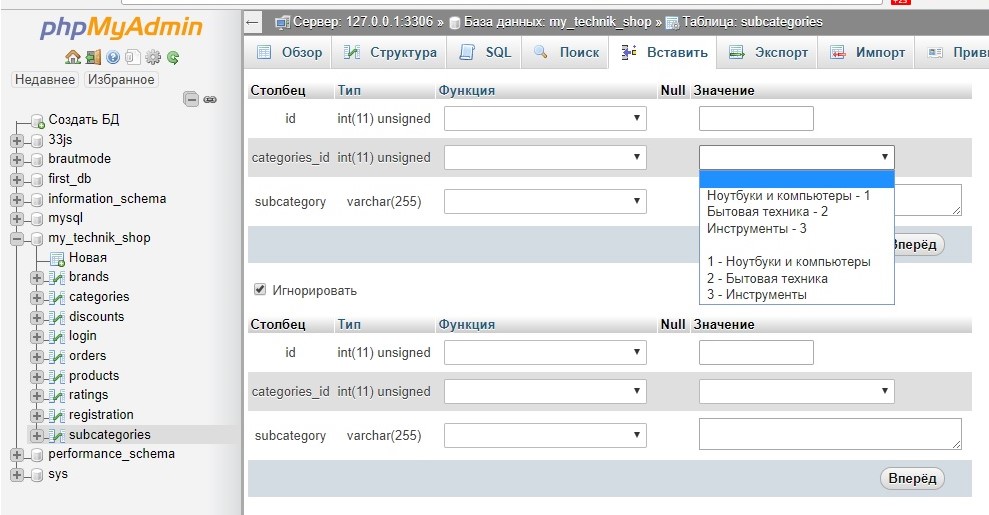 +25
phpMyAdmin
Недавнее Избранное
Создать БД
33js
brautmode
first_db
information_schema
mysql
my_technik_shop
Новая
brands
categories
discounts
login
orders
products
ratings
registration
subcategories
performance_schema
sys
Сервер: 127.0.0.1:3306 » База данных: my_technik_shop » Таблица: subcategories
Обзор Структура SQL Поиск Вставить Экспорт Импорт Приви
Столбец Тип Функция Null Значение
id int(11) unsigned
categories_id int(11) unsigned
Ноутбуки и компьютеры - 1
Бытовая техника - 2
Инструменты - 3
1 - Ноутбуки и компьютеры
2 - Бытовая техника
3 - Инструменты
subcategory varchar(255)
Вперёд
Игнорировать
Столбец Тип Функция Null Значение
id int(11) unsigned
categories_id int(11) unsigned
subcategory varchar(255)
Вперёд